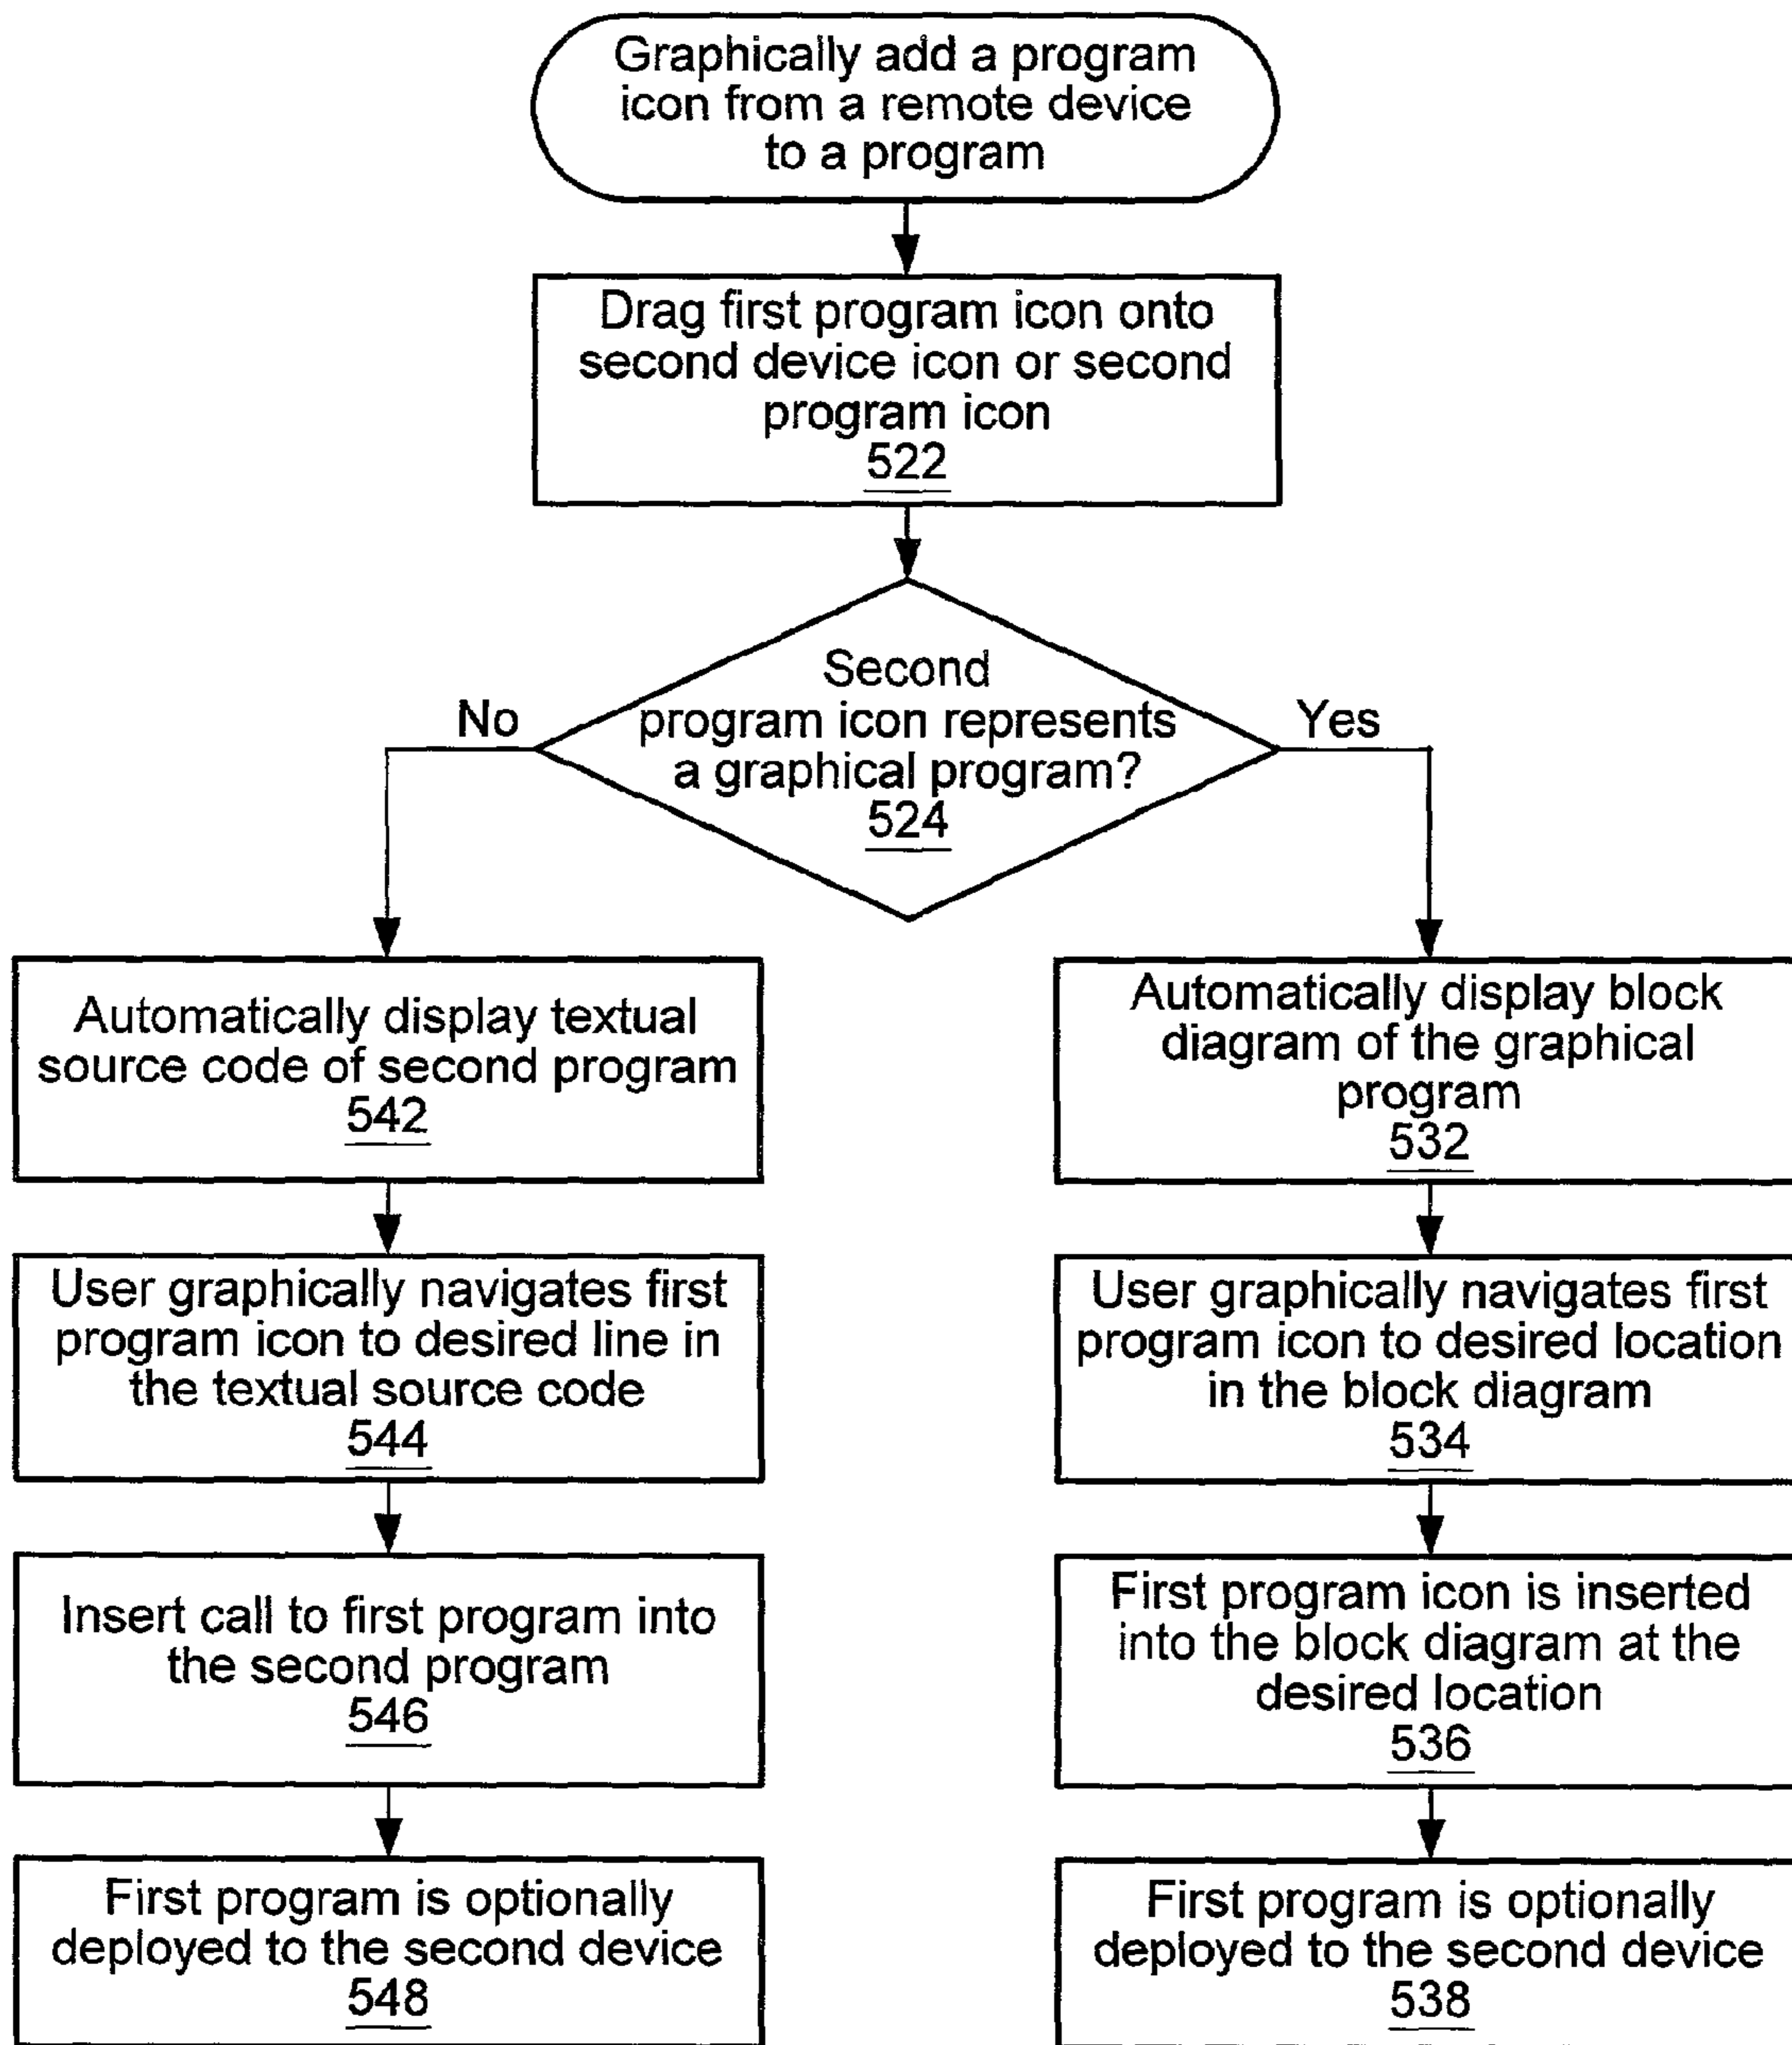 Graphically add a program
icon from a remote device
to a program
Drag first program icon onto
second device icon or second
program icon
522
Second
program icon represents
a graphical program?
524
No
Yes
Automatically display textual
source code of second program
542
User graphically navigates first
program icon to desired line in
the textual source code
544
Insert call to first program into
the second program
546
First program is optionally
deployed to the second device
548
Automatically display block
diagram of the graphical
program
532
User graphically navigates first
program icon to desired location
in the block diagram
534
First program icon is inserted
into the block diagram at the
desired location
536
First program is optionally
deployed to the second device
538